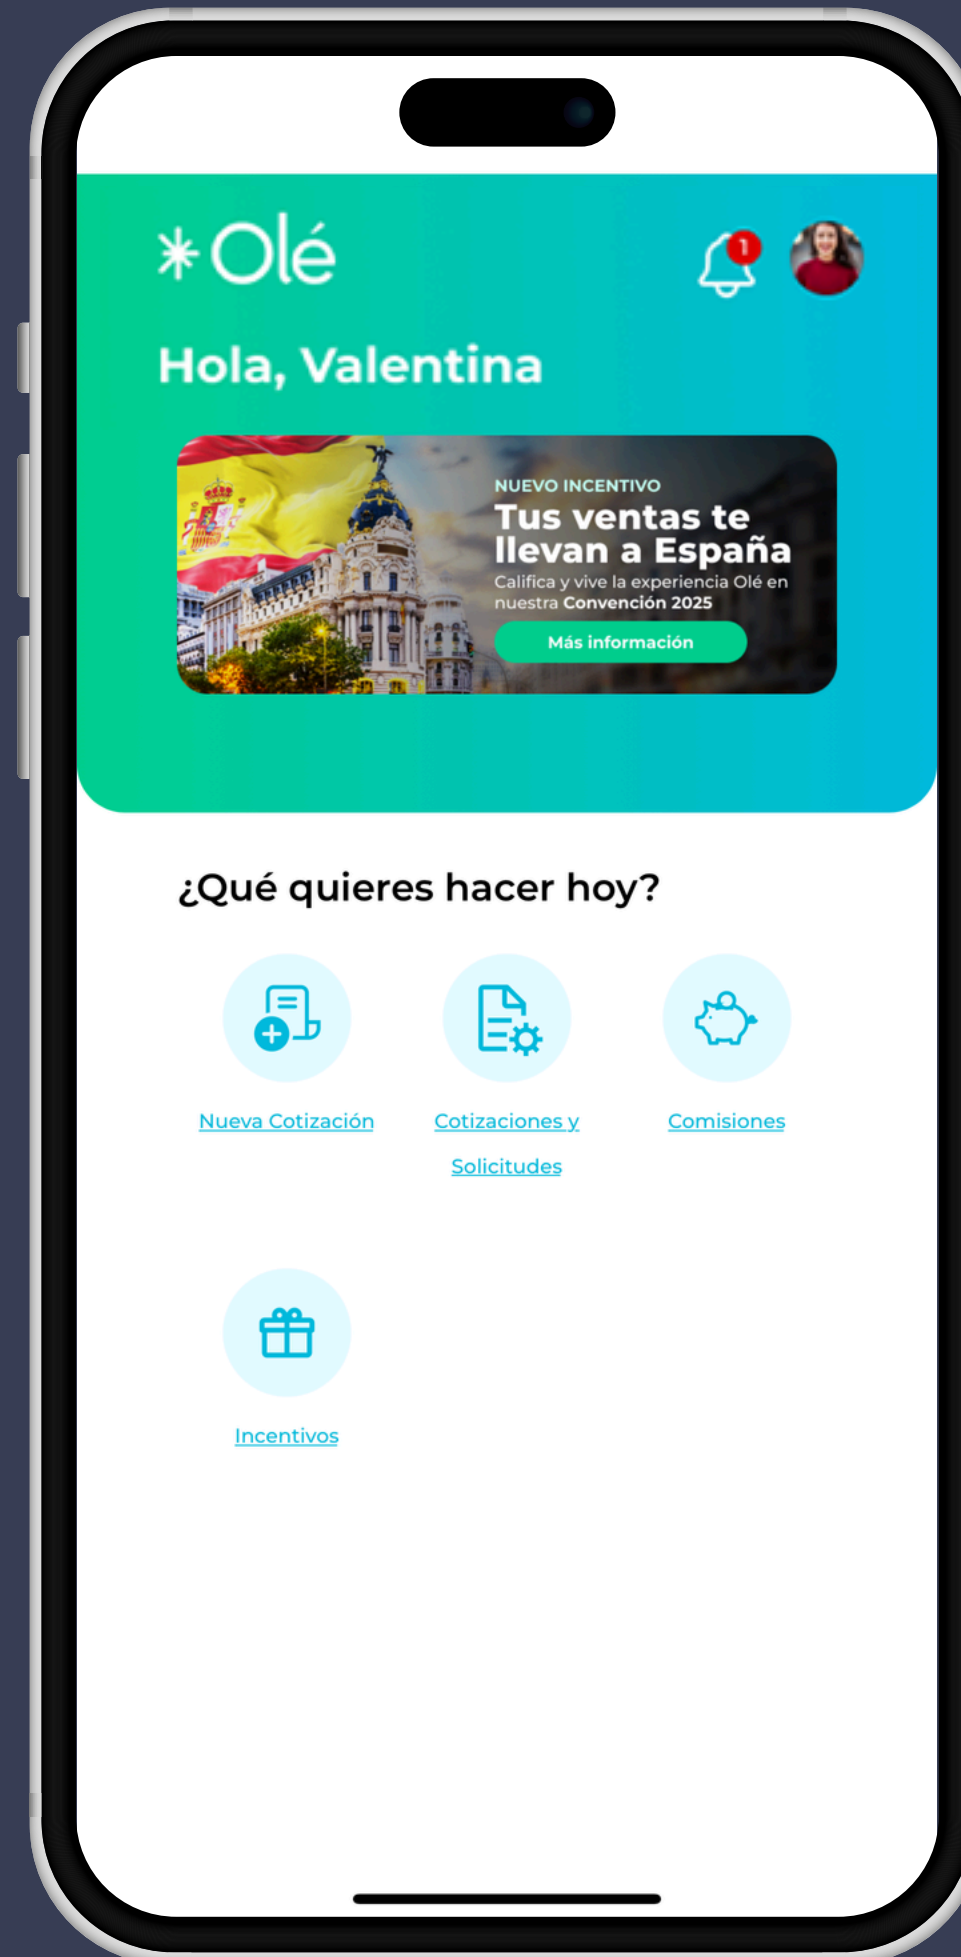 Olé
1
Hola, Valentina
NUEVO INCENTIVO
Tus ventas te
llevan a España
Califica y vive la experiencia Olé en
nuestra Convención 2025
Más información
¿Qué quieres hacer hoy?
Nueva Cotización
Cotizaciones y
Solicitudes
Comisiones
Incentivos